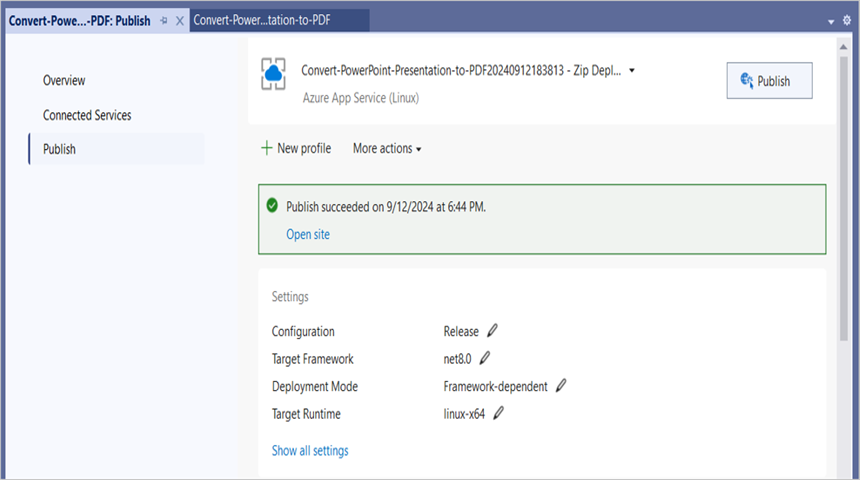 Convert-Powe...-PDF: Publish
Convert-Power...tation-to-PDF
Overview
Connected Services
Publish
Convert-PowerPoint-Presentation-to-PDF20240912183813 - Zip Depl...
Azure App Service (Linux)
Publish
New profile
More actions
Publish succeeded on 9/12/2024 at 6:44 PM.
Open site
Settings
Configuration Release
Target Framework net8.0
Deployment Mode Framework-dependent
Target Runtime linux-x64
Show all settings